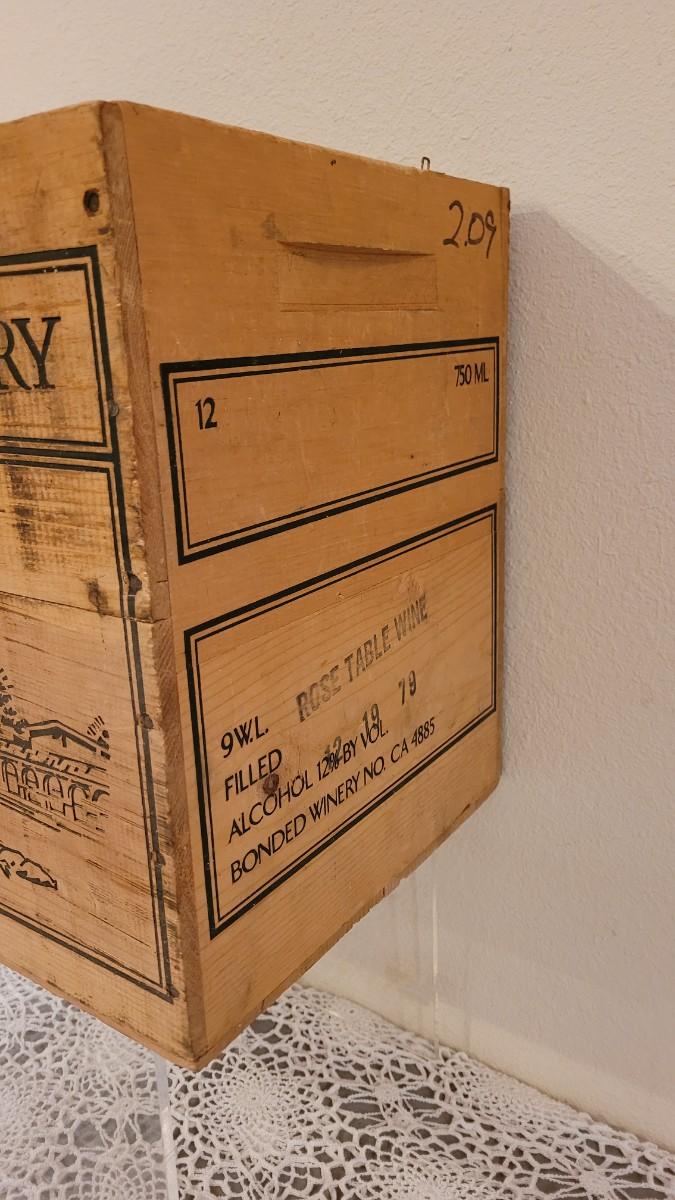 RY
2.09
12 750 ML
ROSE TABLE WINE
9W.L.
FILLED 12 19 79
ALCOHOL 12% BY VOL.
BONDED WINERY NO. CA 4885